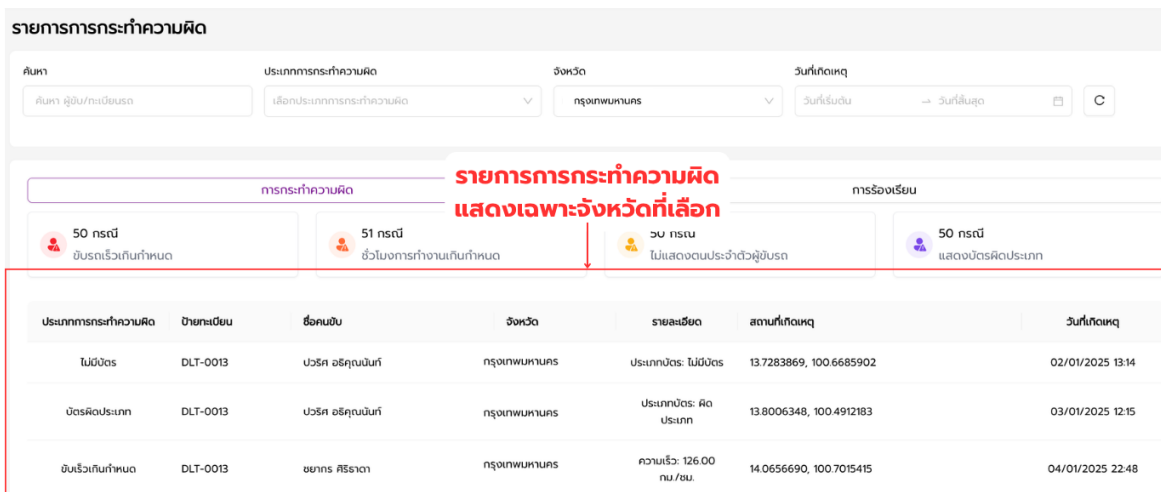 รายการการกระทำความผิด
ค้นหา ประเภทการกระทำความผิด จังหวัด วันที่เกิดเหตุ
ค้นหา ผู้ขับ/ทะเบียนรถ เลือกประเภทการกระทำความผิด กรุงเทพมหานคร วันที่เริ่มต้น → วันที่สิ้นสุด
รายการการกระทำความผิด
แสดงเฉพาะจังหวัดที่เลือก
การกระทำความผิด การร้องเรียน
50 กรณี 51 กรณี 50 กรณี 50 กรณี
ขับรถเร็วเกินกำหนด ชั่วโมงการทำงานเกินกำหนด ไม่แสดงตนประจำตัวผู้ขับรถ แสดงบัตรผิดประเภท
ประเภทการกระทำความผิด ป้ายทะเบียน ชื่อคนขับ จังหวัด รายละเอียด สถานที่เกิดเหตุ วันที่เกิดเหตุ
ไม่มีบัตร DLT-0013 ปวริศ อธิคุณนันท์ กรุงเทพมหานคร ประเภทบัตร: ไม่มีบัตร 13.7283869, 100.6685902 02/01/2025 13:14
บัตรผิดประเภท DLT-0013 ปวริศ อธิคุณนันท์ กรุงเทพมหานคร ประเภทบัตร: ผิด
ประเภท 13.8006348, 100.4912183 03/01/2025 12:15
ขับเร็วเกินกำหนด DLT-0013 ชยากร ศิริธาดา กรุงเทพมหานคร ความเร็ว: 126.00
กม./ชม. 14.0656690, 100.7015415 04/01/2025 22:48